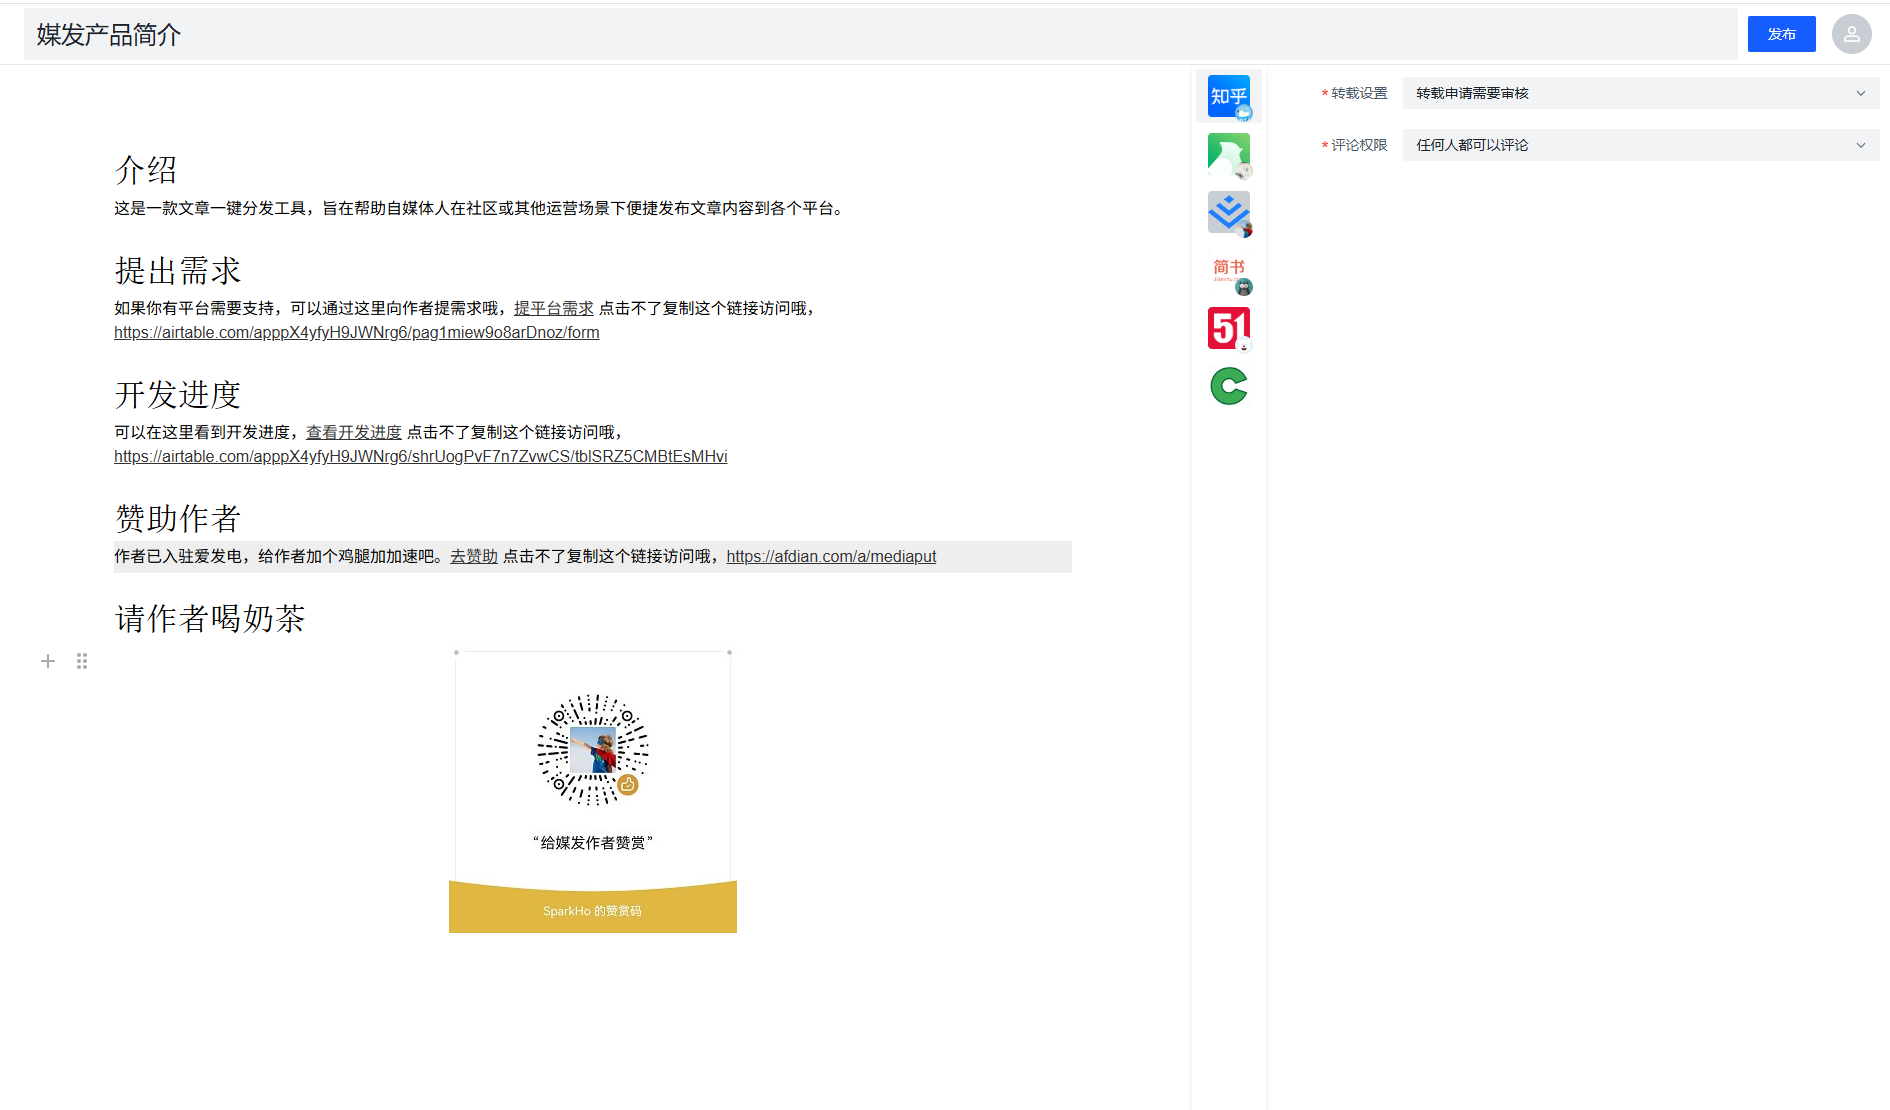 媒发产品简介
发布
介绍
这是一款文章一键分发工具，旨在帮助自媒体人在社区或其他运营场景下便捷发布文章内容到各个平台。
提出需求
如果你有平台需要支持，可以通过这里向作者提需求哦，提平台需求 点击不了复制这个链接访问哦，
https://airtable.com/apppX4yfyH9JWNrg6/pag1miew9o8arDnoz/form
开发进度
可以在这里看到开发进度，查看开发进度 点击不了复制这个链接访问哦，
https://airtable.com/apppX4yfyH9JWNrg6/shrUogPvF7n7ZvwCS/tblSRZ5CMBtEsMHvi
赞助作者
作者已入驻爱发电，给作者加个鸡腿加加速吧。去赞助 点击不了复制这个链接访问哦，https://afdian.com/a/mediaput
请作者喝奶茶
“给媒发作者赞赏”
SparkHo 的赞赏码
知乎
简书
51
* 转载设置 转载申请需要审核
* 评论权限 任何人都可以评论